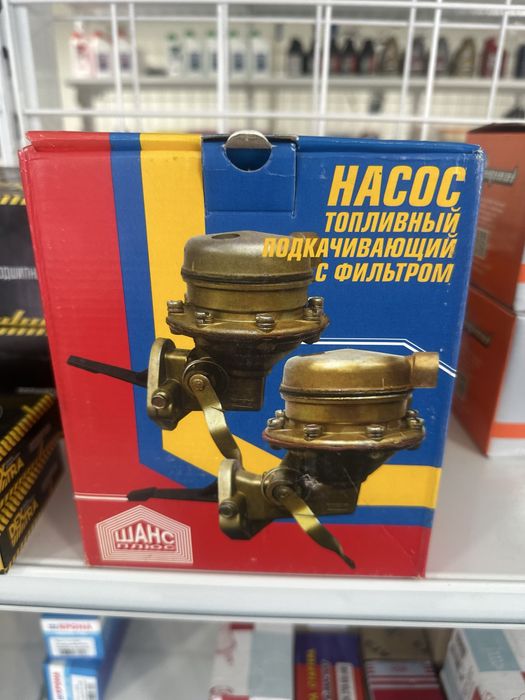 НАСОС
ТОПЛИВНЫЙ
ПОДКАЧИВАЮЩИЙ
С ФИЛЬТРОМ
ШАНС
ПЛЮС